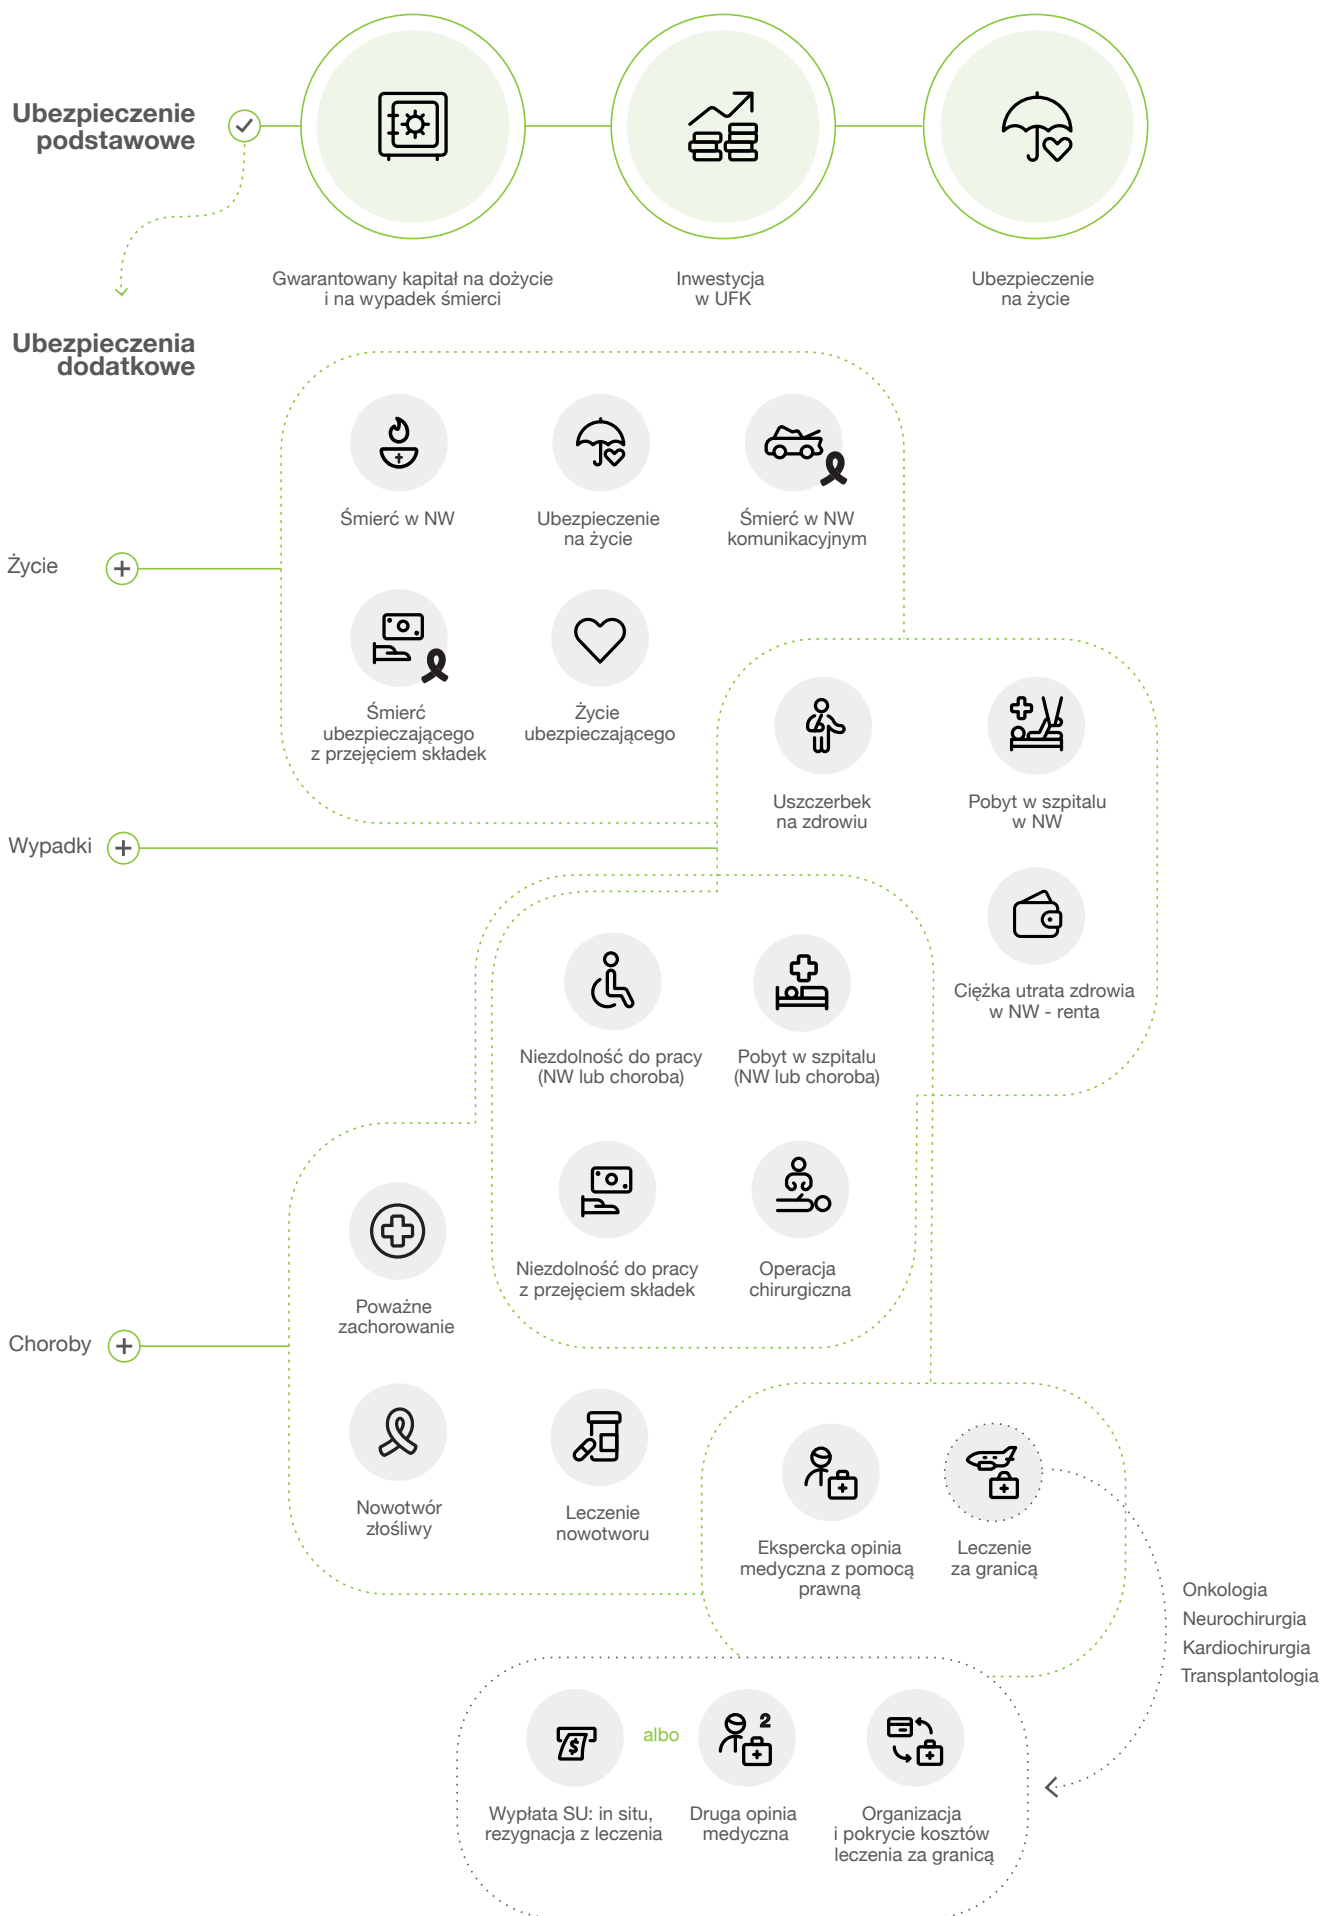 Ubezpieczenie
podstawowe
Gwarantowany kapitał na dożycie
i na wypadek śmierci
Inwestycja
w UFK
Ubezpieczenie
na życie
Ubezpieczenia
dodatkowe
Życie
Śmierć w NW
Ubezpieczenie
na życie
Śmierć w NW
komunikacyjnym
Śmierć
ubezpieczającego
z przejęciem składek
Życie
ubezpieczającego
Wypadki
Uszczerbek
na zdrowiu
Pobyt w szpitalu
w NW
Ciężka utrata zdrowia
w NW - renta
Niezdolność do pracy
(NW lub choroba)
Pobyt w szpitalu
(NW lub choroba)
Niezdolność do pracy
z przejęciem składek
Operacja
chirurgiczna
Choroby
Poważne
zachorowanie
Nowotwór
złośliwy
Leczenie
nowotworu
Ekspercka opinia
medyczna z pomocą
prawną
Leczenie
za granicą
Onkologia
Neurochirurgia
Kardiochirurgia
Transplantologia
$
albo
2
Wypłata SU: in situ,
rezygnacja z leczenia
Druga opinia
medyczna
Organizacja
i pokrycie kosztów
leczenia za granicą